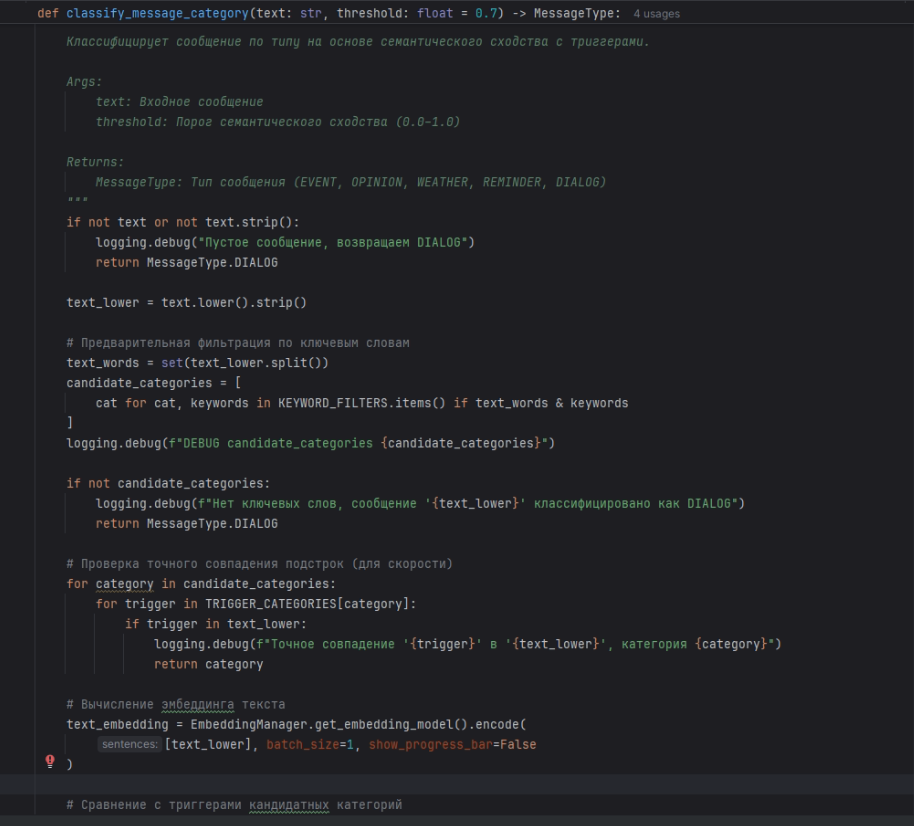 def classify_message_category(text: str, threshold: float = 0.7) -> MessageType: 4 usages
Классифицирует сообщение по типу на основе семантического сходства с триггерами.
Args:
text: Входное сообщение
threshold: Порог семантического сходства (0.0-1.0)
Returns:
MessageType: Тип сообщения (EVENT, OPINION, WEATHER, REMINDER, DIALOG)
"""
if not text or not text.strip():
logging.debug("Пустое сообщение, возвращаем DIALOG")
return MessageType.DIALOG
text_lower = text.lower().strip()
# Предварительная фильтрация по ключевым словам
text_words = set(text_lower.split())
candidate_categories = [
cat for cat, keywords in KEYWORD_FILTERS.items() if text_words & keywords
]
logging.debug(f"DEBUG candidate_categories {candidate_categories}")
if not candidate_categories:
logging.debug(f"Нет ключевых слов, сообщение '{text_lower}' классифицировано как DIALOG")
return MessageType.DIALOG
# Проверка точного совпадения подстрок (для скорости)
for category in candidate_categories:
for trigger in TRIGGER_CATEGORIES[category]:
if trigger in text_lower:
logging.debug(f"Точное совпадение '{trigger}' в '{text_lower}', категория {category}")
return category
# Вычисление эмбеддинга текста
text_embedding = EmbeddingManager.get_embedding_model().encode(
sentences: [text_lower], batch_size=1, show_progress_bar=False
)
# Сравнение с триггерами кандидатных категорий